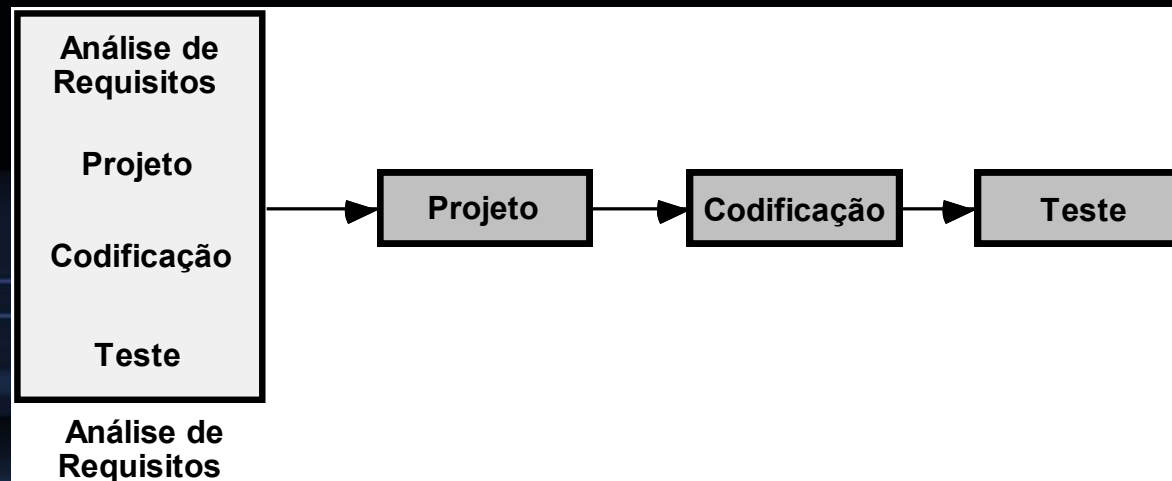 Análise de
Requisitos
Projeto
Codificação
Teste
Análise de
Requisitos
Projeto
Codificação
Teste